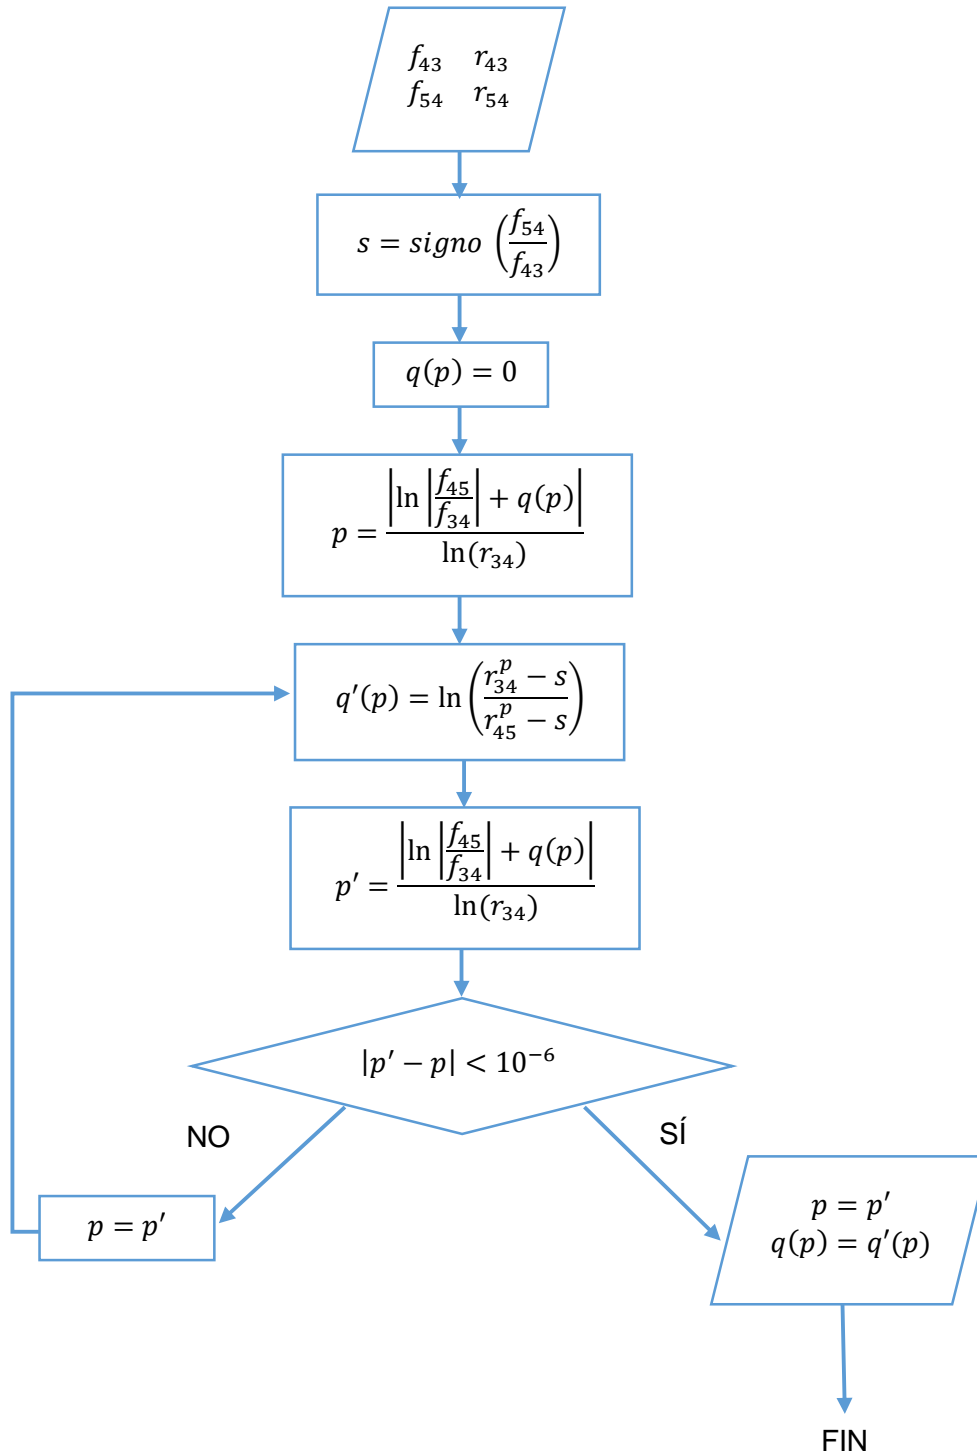 f₄₃ r₄₃
f₅₄ r₅₄
s = signo (f₅₄/f₄₃)
q(p) = 0
p = |ln|f₄₅/f₃₄| + q(p)| / ln(r₃₄)
q′(p) = ln((r₃₄^p − s)/(r₄₅^p − s))
p′ = |ln|f₄₅/f₃₄| + q(p)| / ln(r₃₄)
|p′ − p| < 10⁻⁶
NO
SÍ
p = p′
p = p′
q(p) = q′(p)
FIN